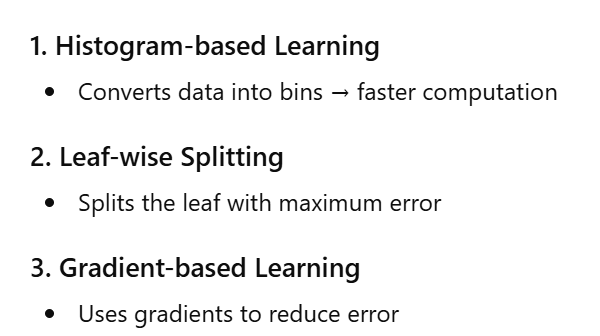 1. Histogram-based Learning
• Converts data into bins → faster computation
2. Leaf-wise Splitting
• Splits the leaf with maximum error
3. Gradient-based Learning
• Uses gradients to reduce error